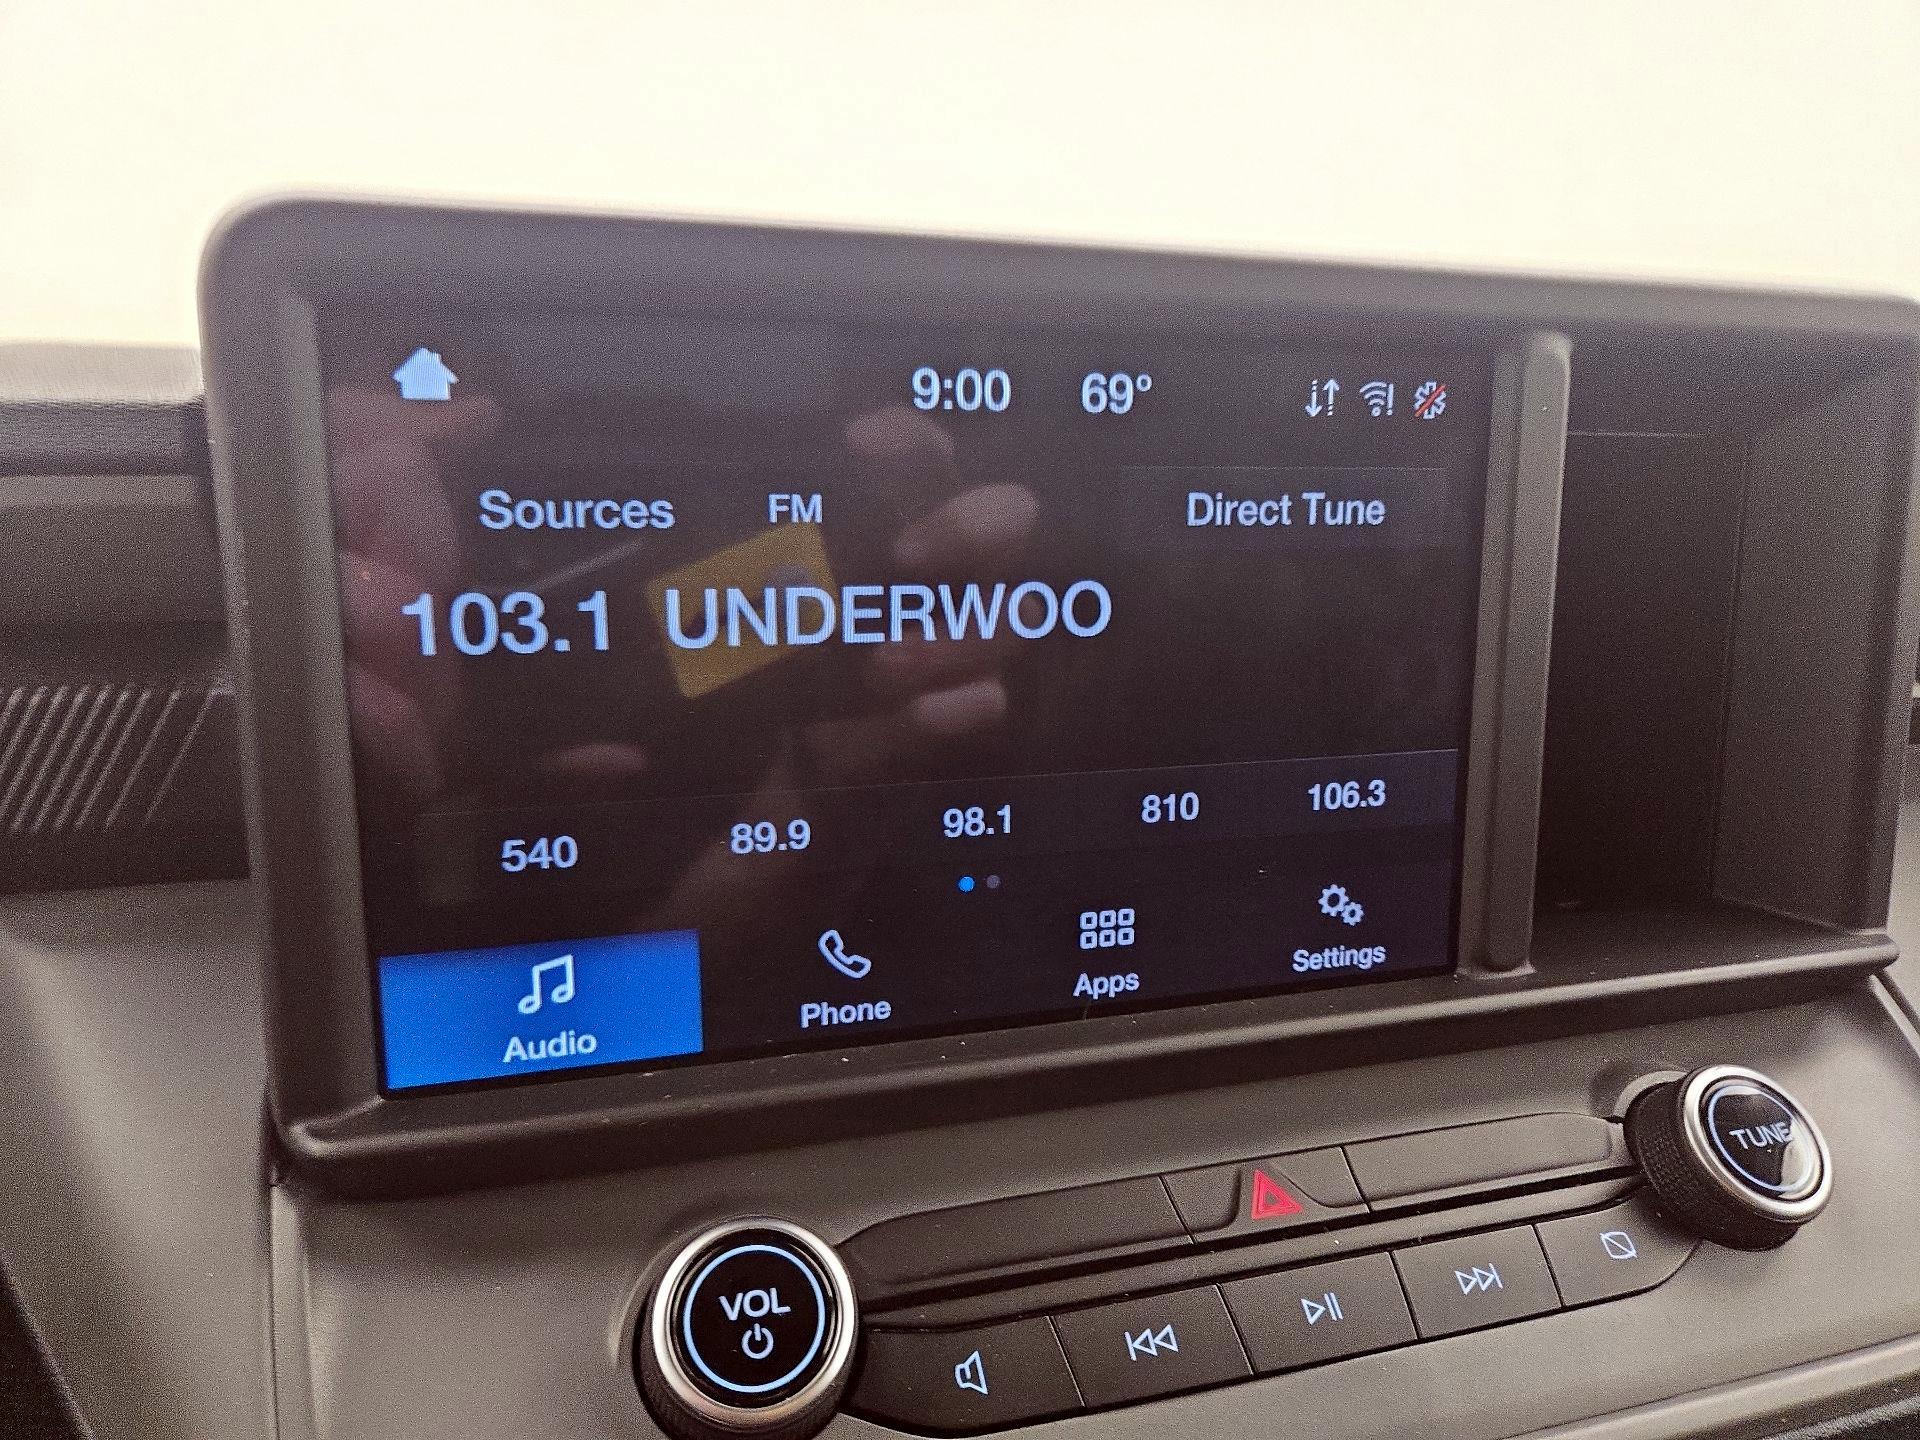 9:00 69°
Sources FM Direct Tune
103.1 UNDERWOO
540 89.9 98.1 810 106.3
Audio Phone Apps Settings
TUNE
VOL